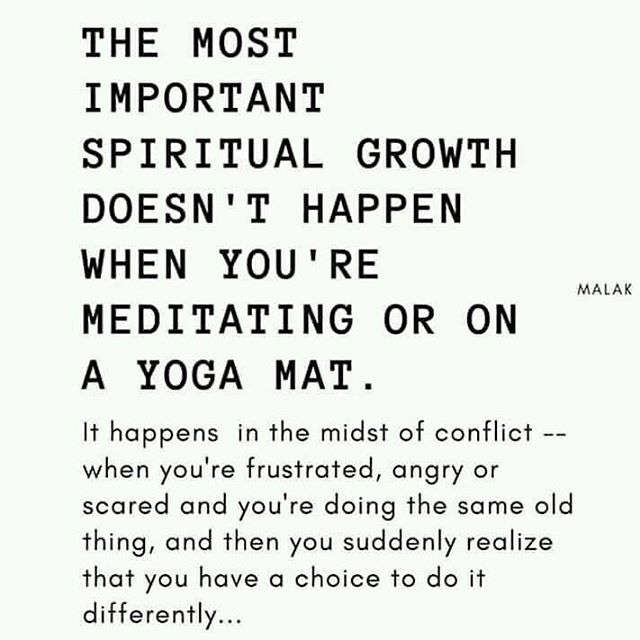 THE MOST
IMPORTANT
SPIRITUAL GROWTH
DOESN'T HAPPEN
WHEN YOU'RE
MEDITATING OR ON
A YOGA MAT.
MALAK
It happens  in the midst of conflict --
when you're frustrated, angry or
scared and you're doing the same old
thing, and then you suddenly realize
that you have a choice to do it
differently...